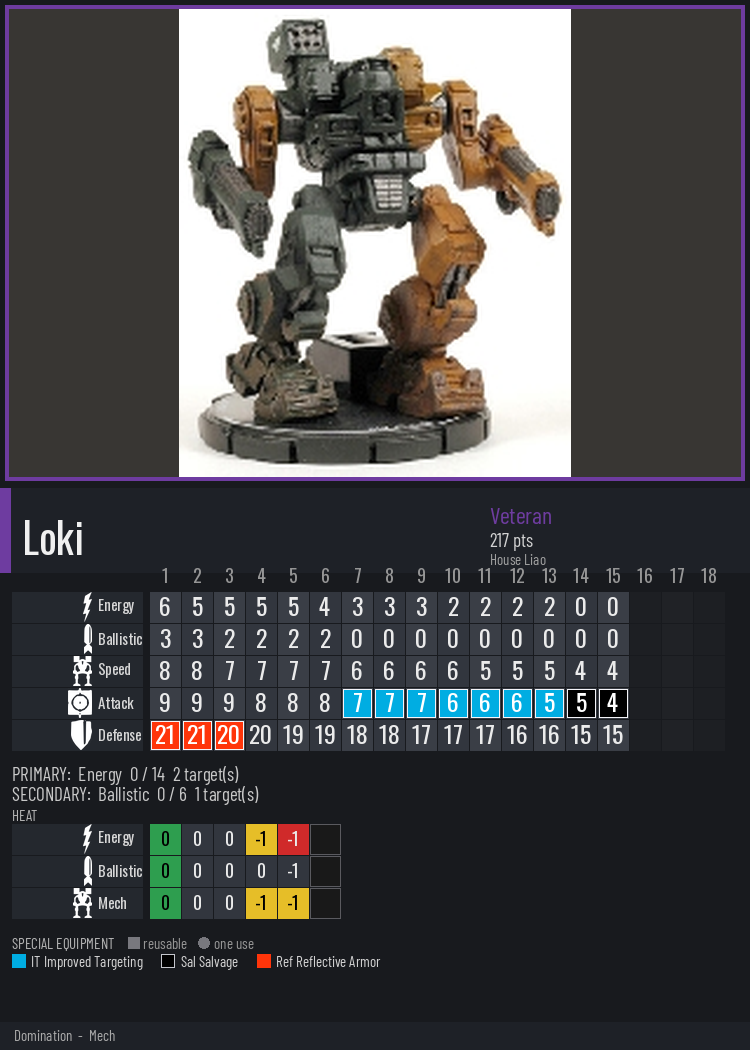 Loki
Veteran
217 pts
House Liao
1 2 3 4 5 6 7 8 9 10 11 12 13 14 15 16 17 18
Energy 6 5 5 5 5 4 3 3 3 2 2 2 2 0 0
Ballistic 3 3 2 2 2 2 0 0 0 0 0 0 0 0 0
Speed 8 8 7 7 7 7 6 6 6 6 5 5 5 4 4
Attack 9 9 9 8 8 8 7 7 7 6 6 6 5 5 4
Defense 21 21 20 20 19 19 18 18 17 17 17 16 16 15 15
PRIMARY: Energy 0 / 14 2 target(s)
SECONDARY: Ballistic 0 / 6 1 target(s)
HEAT
Energy 0 0 0 -1 -1
Ballistic 0 0 0 0 -1
Mech 0 0 0 -1 -1
SPECIAL EQUIPMENT reusable one use
IT Improved Targeting Sal Salvage Ref Reflective Armor
Domination - Mech